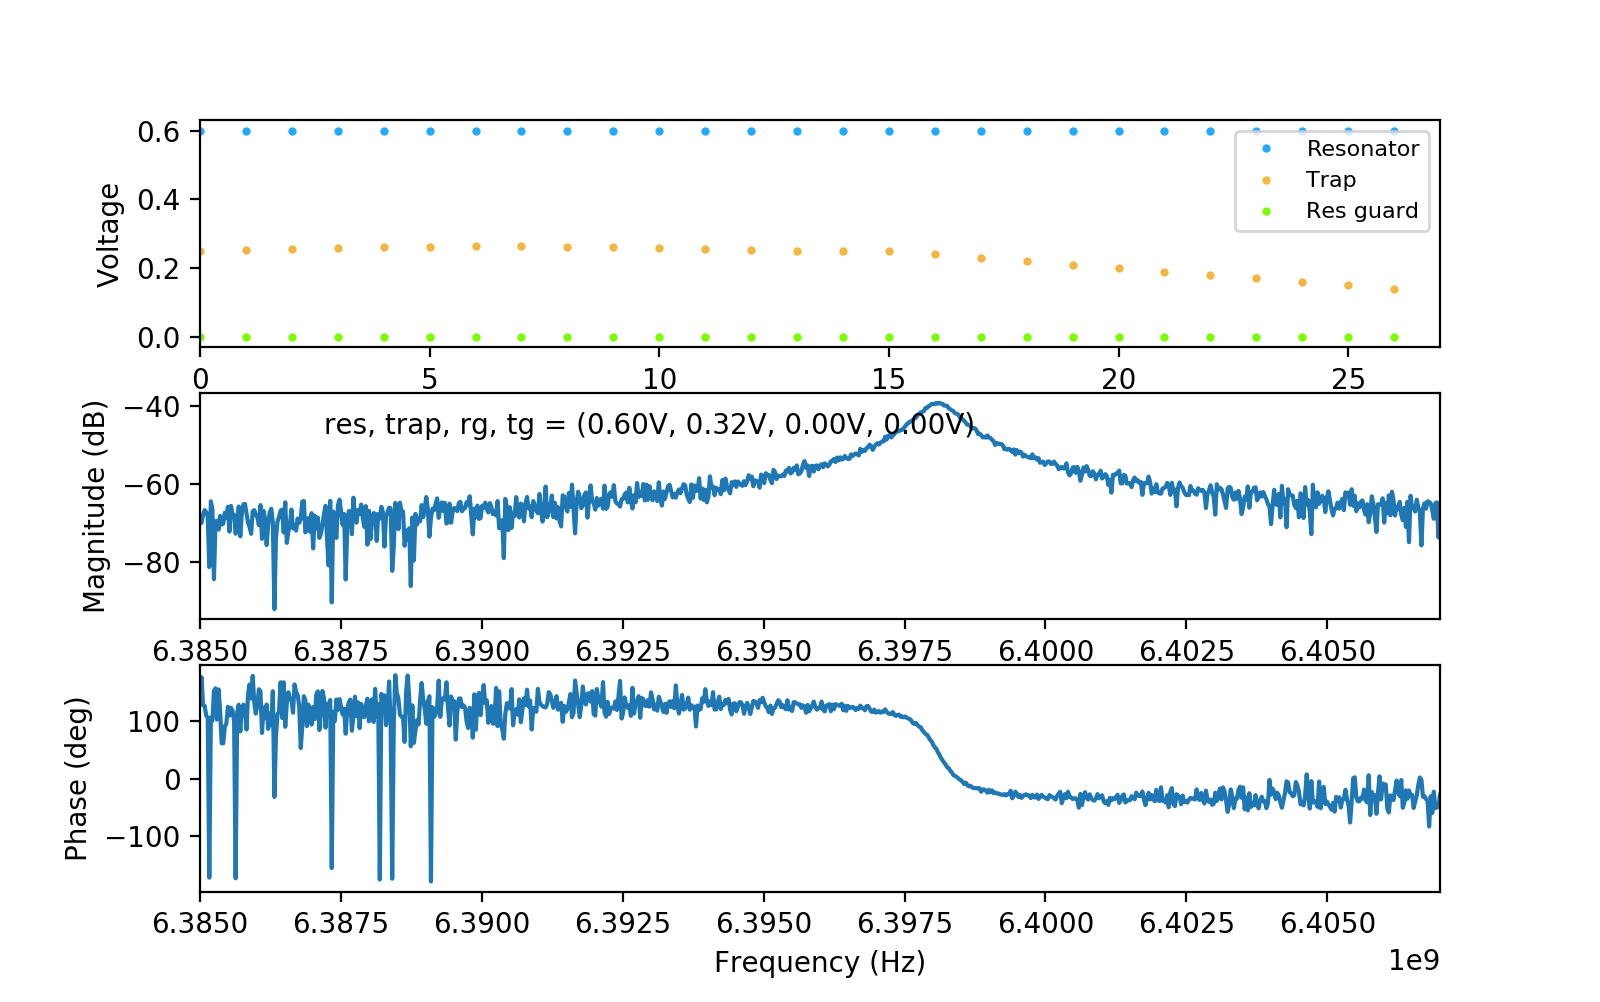 0.6
0.4
0.2
0.0
Voltage
Resonator
Trap
Res guard
0 5 10 15 20 25
−40
−60
−80
Magnitude (dB)
res, trap, rg, tg = (0.60V, 0.32V, 0.00V, 0.00V)
6.3850 6.3875 6.3900 6.3925 6.3950 6.3975 6.4000 6.4025 6.4050
100
0
−100
Phase (deg)
6.3850 6.3875 6.3900 6.3925 6.3950 6.3975 6.4000 6.4025 6.4050
Frequency (Hz)
1e9